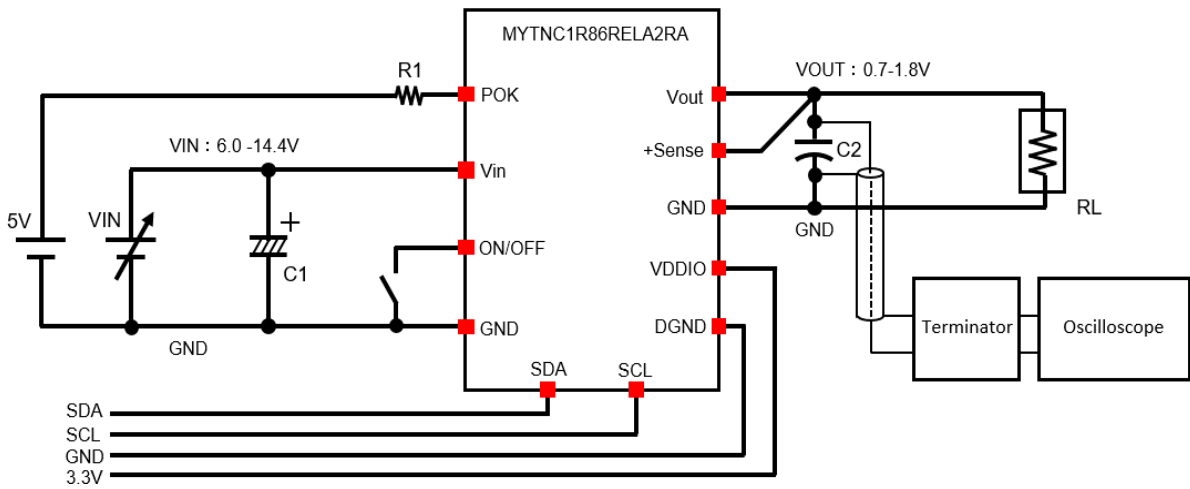 MYTNC1R86RELA2RA
R1
POK
Vout
VOUT：0.7-1.8V
VIN：6.0 -14.4V
Vin
+Sense
C2
5V
VIN
+
C1
ON/OFF
GND
GND
RL
VDDIO
GND
GND
DGND
Terminator
Oscilloscope
SDA
SCL
SDA
SCL
GND
3.3V